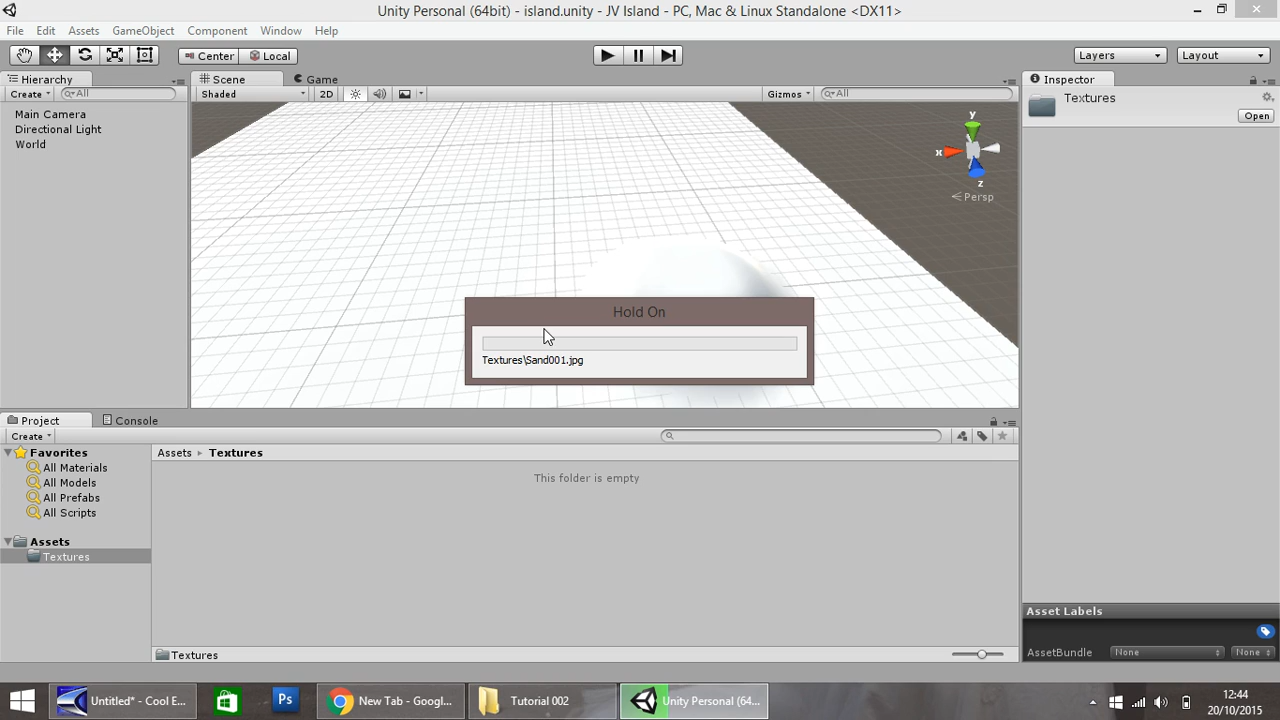 Unity Personal (64bit) - island.unity - JV Island - PC, Mac & Linux Standalone <DX11>
File Edit Assets GameObject Component Window Help
Center Local Layers Layout
Hierarchy
Create All
Main Camera
Directional Light
World
Scene Game
Shaded 2D Gizmos All
y
x
z
Persp
Hold On
Textures\Sand001.jpg
Inspector
Textures
Open
Project Console
Create
Favorites
All Materials
All Models
All Prefabs
All Scripts
Assets
Textures
Assets Textures
This folder is empty
Textures
Asset Labels
AssetBundle None None
Untitled* - Cool E... Ps New Tab - Googl... Tutorial 002 Unity Personal (64...
12:44
20/10/2015